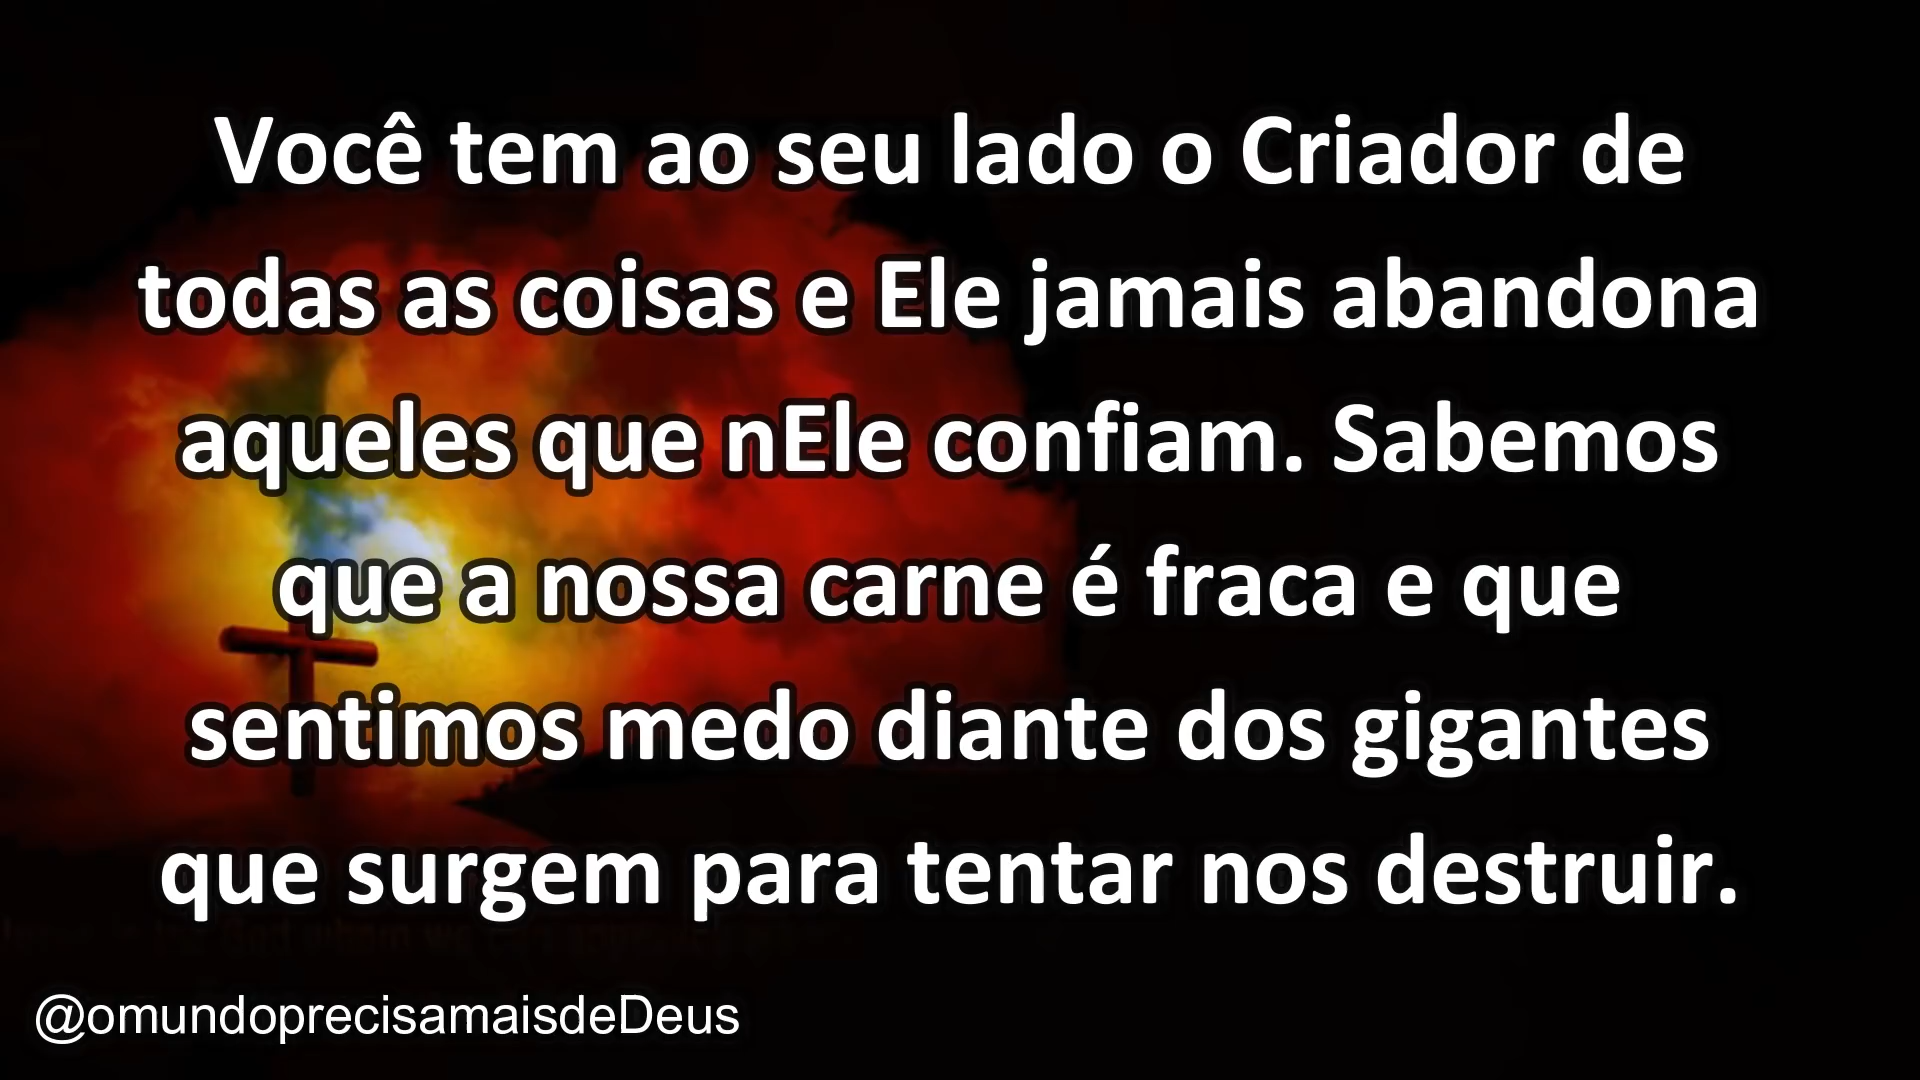 Você tem ao seu lado o Criador de
todas as coisas e Ele jamais abandona
aqueles que nEle confiam. Sabemos
que a nossa carne é fraca e que
sentimos medo diante dos gigantes
que surgem para tentar nos destruir.
@omundoprecisamaisdeDeus